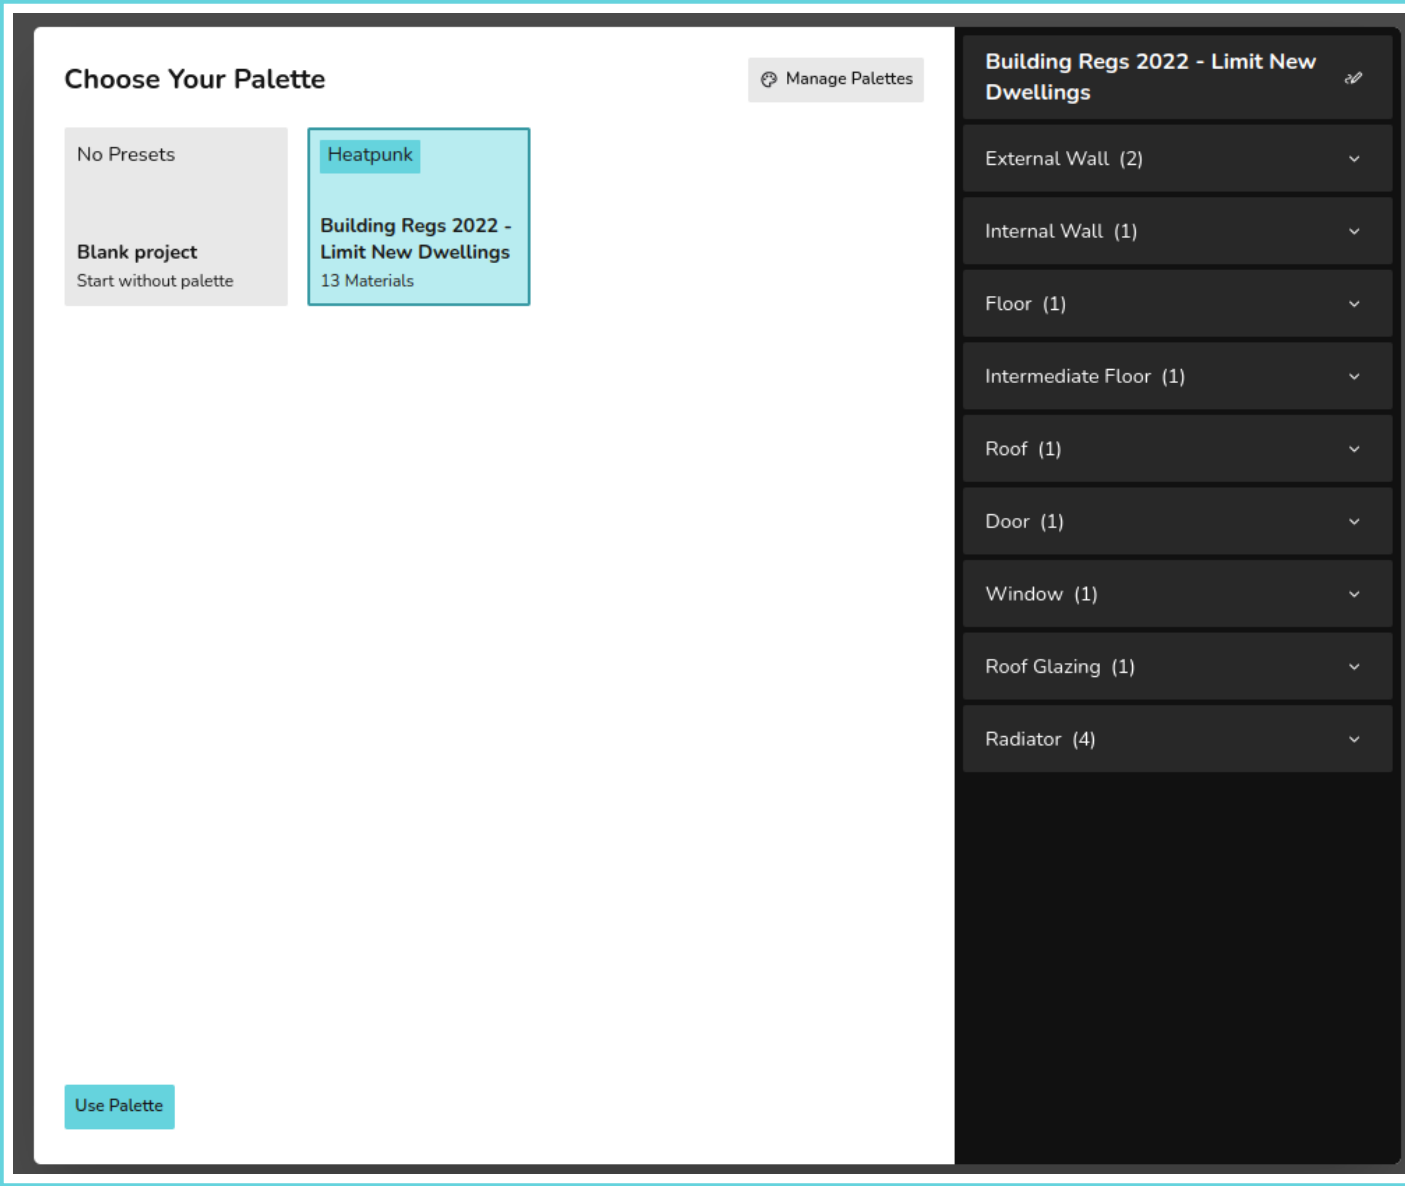 Choose Your Palette
Manage Palettes
No Presets
Blank project
Start without palette
Heatpunk
Building Regs 2022 -
Limit New Dwellings
13 Materials
Use Palette
Building Regs 2022 - Limit New
Dwellings
External Wall (2)
Internal Wall (1)
Floor (1)
Intermediate Floor (1)
Roof (1)
Door (1)
Window (1)
Roof Glazing (1)
Radiator (4)